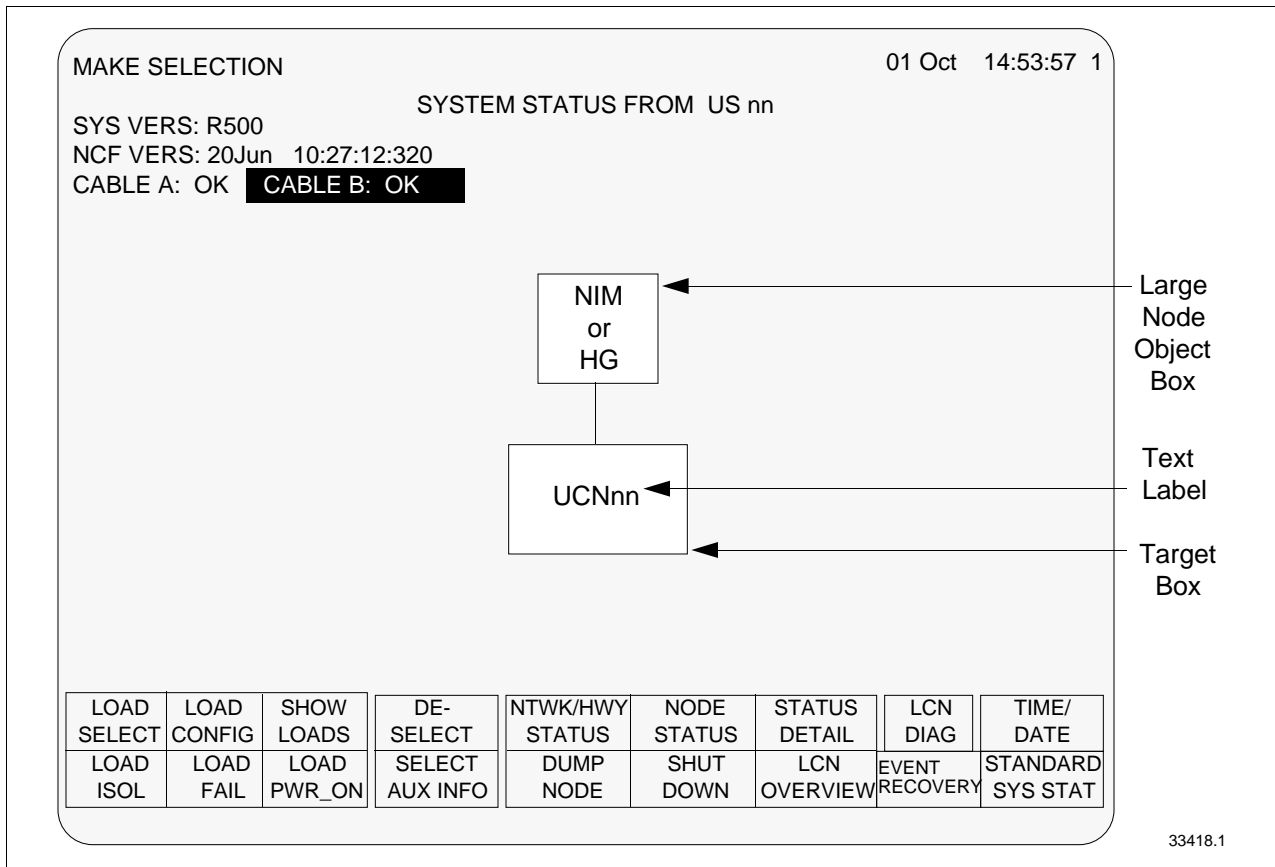 MAKE SELECTION
01 Oct 14:53:57 1
SYSTEM STATUS FROM US nn
SYS VERS: R500
NCF VERS: 20Jun 10:27:12:320
CABLE A: OK CABLE B: OK
NIM
or
HG
Large
Node
Object
Box
UCNnn
Text
Label
Target
Box
LOAD SELECT
LOAD CONFIG
SHOW LOADS
DE-
SELECT
NTWK/HWY STATUS
NODE STATUS
STATUS DETAIL
LCN DIAG
TIME/
DATE
LOAD ISOL
LOAD FAIL
LOAD PWR_ON
SELECT AUX INFO
DUMP NODE
SHUT DOWN
LCN OVERVIEW
EVENT RECOVERY
STANDARD SYS STAT
33418.1